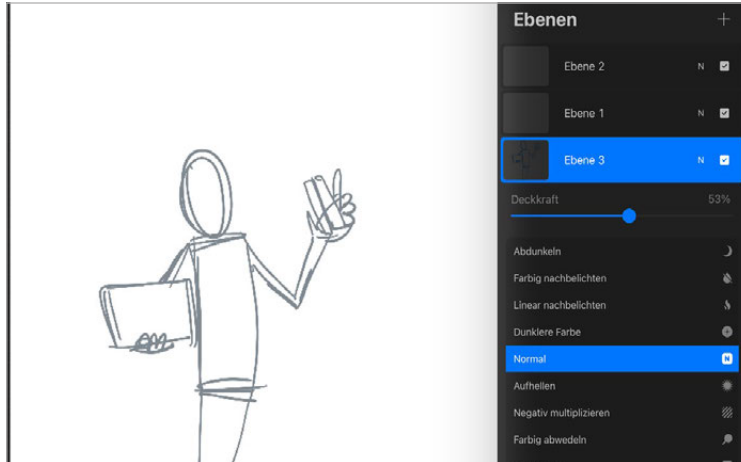 Ebenen
Ebene 2 N
Ebene 1 N
Ebene 3 N
Deckkraft 53%
Abdunkeln
Farbig nachbelichten
Linear nachbelichten
Dunklere Farbe
Normal N
Aufhellen
Negativ multiplizieren
Farbig abwedeln